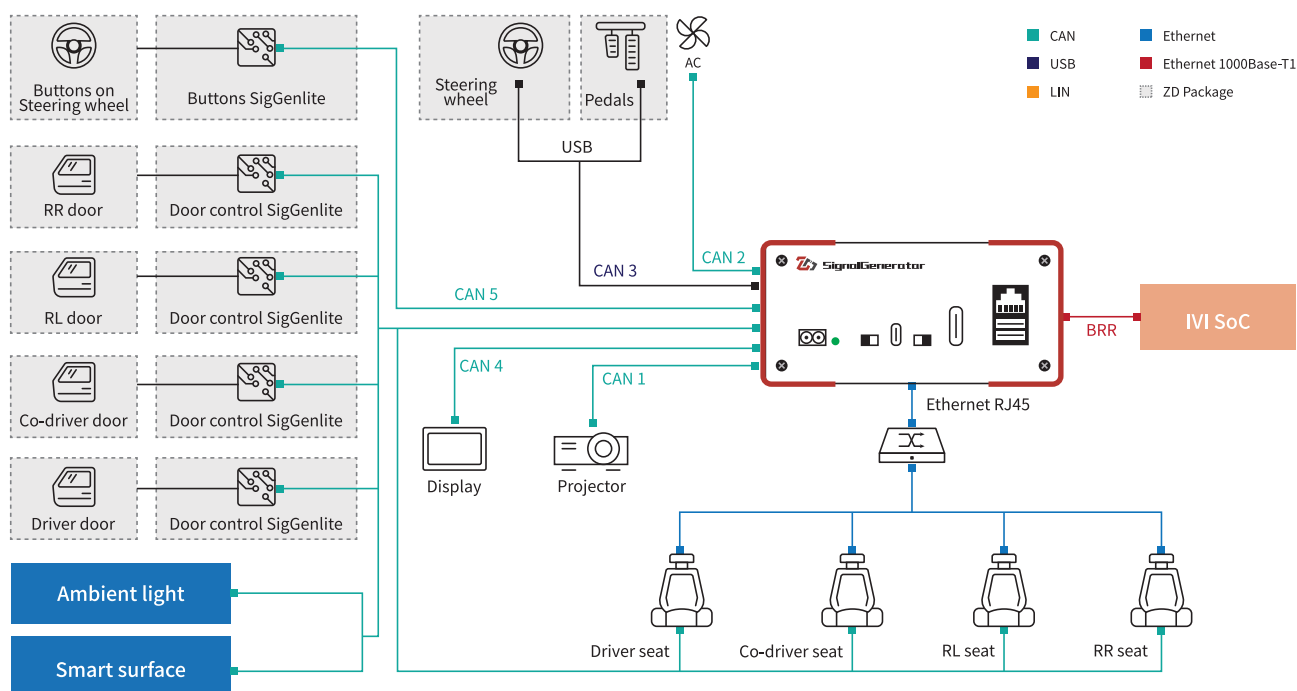 Buttons on
Steering wheel
Buttons SigGenlite
Steering
wheel
Pedals
AC
CAN
USB
LIN
Ethernet
Ethernet 1000Base-T1
ZD Package
USB
RR door
Door control SigGenlite
CAN 2
CAN 3
CAN 5
SignalGenerator
RL door
Door control SigGenlite
BRR
IVI SoC
CAN 4
CAN 1
Co-driver door
Door control SigGenlite
Ethernet RJ45
Display
Projector
Driver door
Door control SigGenlite
Ambient light
Smart surface
Driver seat
Co-driver seat
RL seat
RR seat